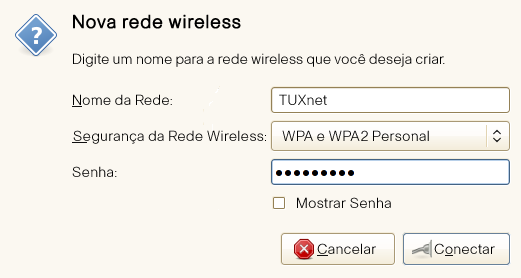 Nova rede wireless
Digite um nome para a rede wireless que você deseja criar.
Nome da Rede: TUXnet
Segurança da Rede Wireless: WPA e WPA2 Personal
Senha: •••••••••
Mostrar Senha
Cancelar Conectar